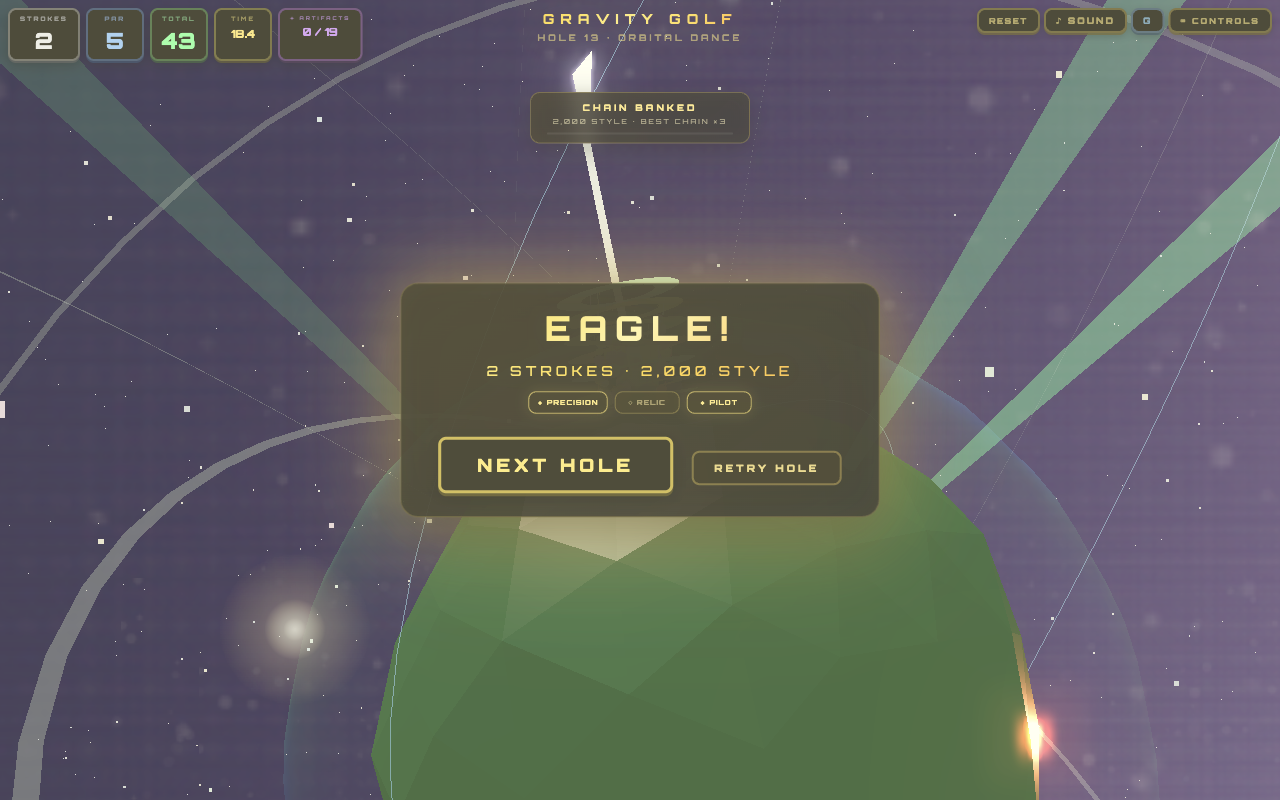 STROKES
2
PAR
5
TOTAL
43
TIME
18.4
ARTIFACTS
0 / 19
GRAVITY GOLF
HOLE 13 · ORBITAL DANCE
RESET
♪ SOUND
G
CONTROLS
CHAIN BANKED
2,000 STYLE · BEST CHAIN ×3
EAGLE!
2 STROKES · 2,000 STYLE
◆ PRECISION
◇ RELIC
◆ PILOT
NEXT HOLE
RETRY HOLE